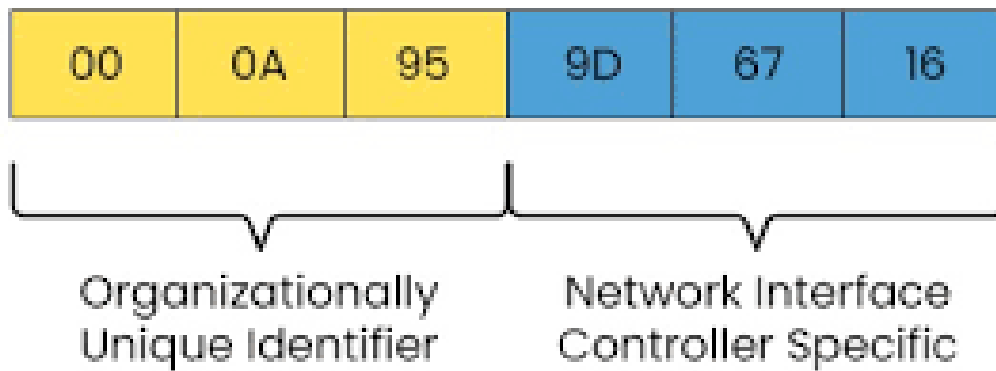 00 0A 95 9D 67 16
Organizationally
Unique Identifier
Network Interface
Controller Specific